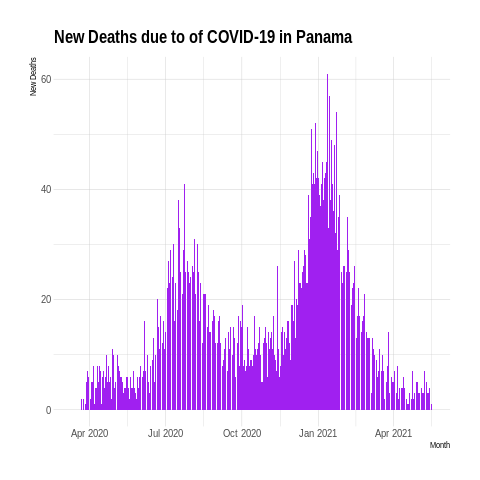 New Deaths due to of COVID-19 in Panama
New Deaths
60
40
20
0
Apr 2020 Jul 2020 Oct 2020 Jan 2021 Apr 2021
Month